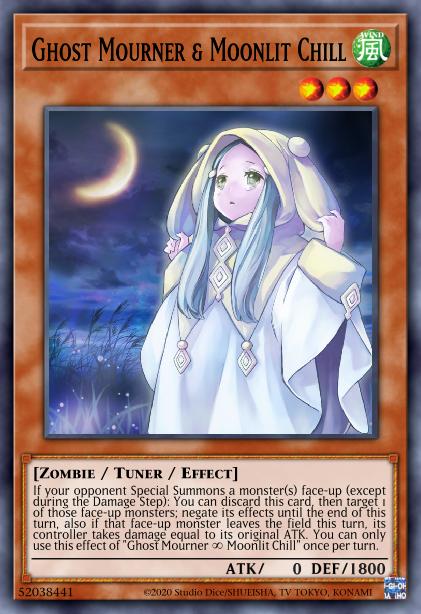 Ghost Mourner & Moonlit Chill
WIND
風
[Zombie / Tuner / Effect]
If your opponent Special Summons a monster(s) face-up (except
during the Damage Step): You can discard this card, then target 1
of those face-up monsters; negate its effects until the end of this
turn, also if that face-up monster leaves the field this turn, its
controller takes damage equal to its original ATK. You can only
use this effect of "Ghost Mourner ∞ Moonlit Chill" once per turn.
ATK/ 0 DEF/1800
52038441 ©2020 Studio Dice/SHUEISHA, TV TOKYO, KONAMI